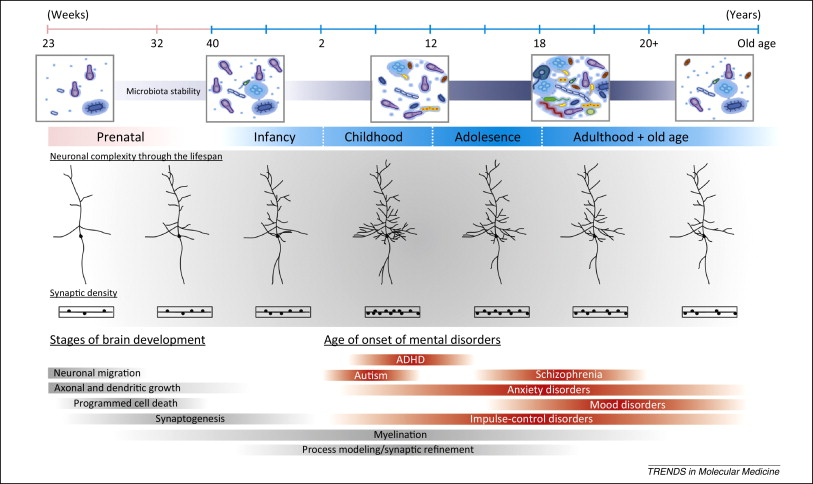 (Weeks) (Years)
23 32 40 2 12 18 20+ Old age
Microbiota stability
Prenatal Infancy Childhood Adolesence Adulthood + old age
Neuronal complexity through the lifespan
Synaptic density
Stages of brain development
Age of onset of mental disorders
ADHD
Neuronal migration
Autism
Schizophrenia
Axonal and dendritic growth
Anxiety disorders
Programmed cell death
Mood disorders
Synaptogenesis
Impulse-control disorders
Myelination
Process modeling/synaptic refinement
TRENDS in Molecular Medicine